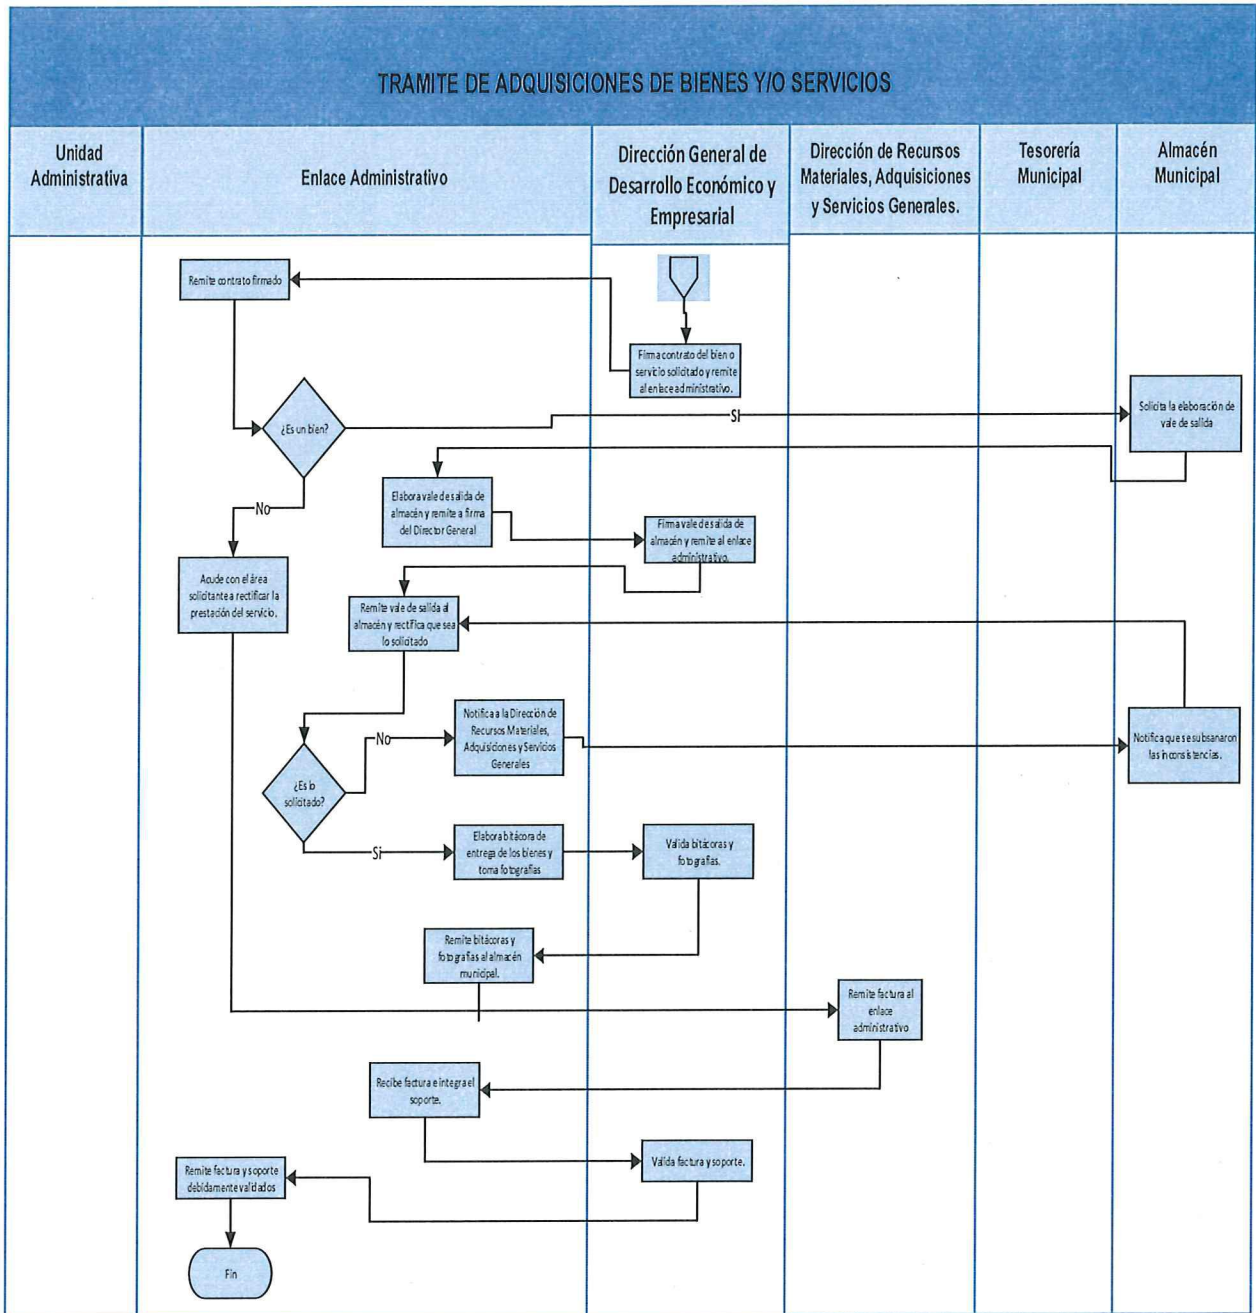 TRAMITE DE ADQUISICIONES DE BIENES Y/O SERVICIOS
Unidad
Administrativa
Enlace Administrativo
Dirección General de
Desarrollo Económico y
Empresarial
Dirección de Recursos
Materiales, Adquisiciones
y Servicios Generales.
Tesorería
Municipal
Almacén
Municipal
Remite contrato firmado
Firma contrato del bien o
servicio solicitado y remite
al enlace administrativo.
¿Es un bien?
SI
Solicita la elaboración de
vale de salida
No
Elabora vale de salida de
almacén y remite a firma
del Director General
Firma vale de salida de
almacén y remite al enlace
administrativo.
Acude con el área
solicitante a rectificar la
prestación del servicio.
Remite vale de salida al
almacén y rectifica que sea
lo solicitado
Notifica a la Dirección de
Recursos Materiales,
Adquisiciones y Servicios
Generales
No
Notifica que se subsanaron
las inconsistencias.
¿Es lo
solicitado?
Si
Elabora bitácora de
entrega de los bienes y
toma fotografías
Valida bitácoras y
fotografías.
Remite bitácoras y
fotografías al almacén
municipal.
Remite factura al
enlace
administrativo
Recibe factura e integra el
soporte.
Valida factura y soporte.
Remite factura y soporte
debidamente validados
Fin